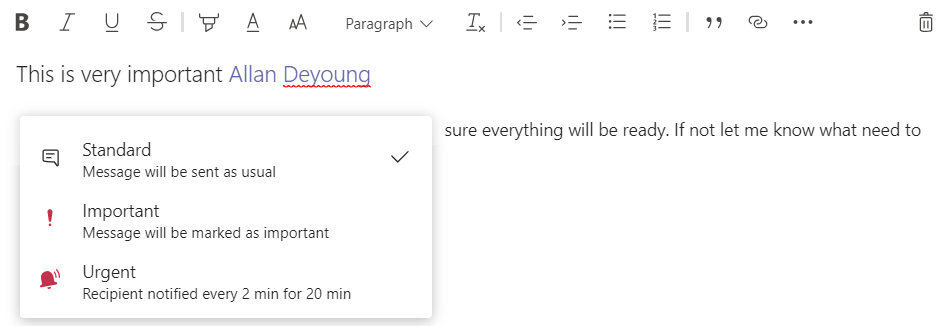 B I U S A AA Paragraph Tx
This is very important Allan Deyoung
sure everything will be ready. If not let me know what need to
Standard
Message will be sent as usual
Important
Message will be marked as important
Urgent
Recipient notified every 2 min for 20 min